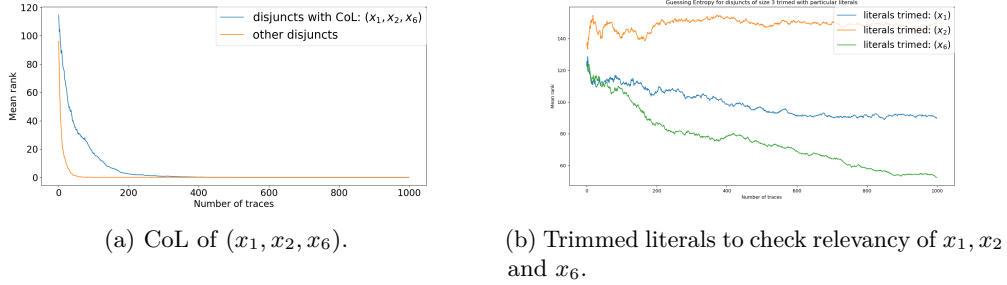 120
100
80
60
40
20
0
Mean rank
disjuncts with CoL: (x₁, x₂, x₆)
other disjuncts
0 200 400 600 800 1000
Number of traces
(a) CoL of (x₁, x₂, x₆).
Guessing Entropy for disjuncts of size 3 trimmed with particular literals
140
120
100
80
60
Mean rank
literals trimed: (x₁)
literals trimed: (x₂)
literals trimed: (x₆)
0 200 400 600 800 1000
Number of traces
(b) Trimmed literals to check relevancy of x₁, x₂
and x₆.